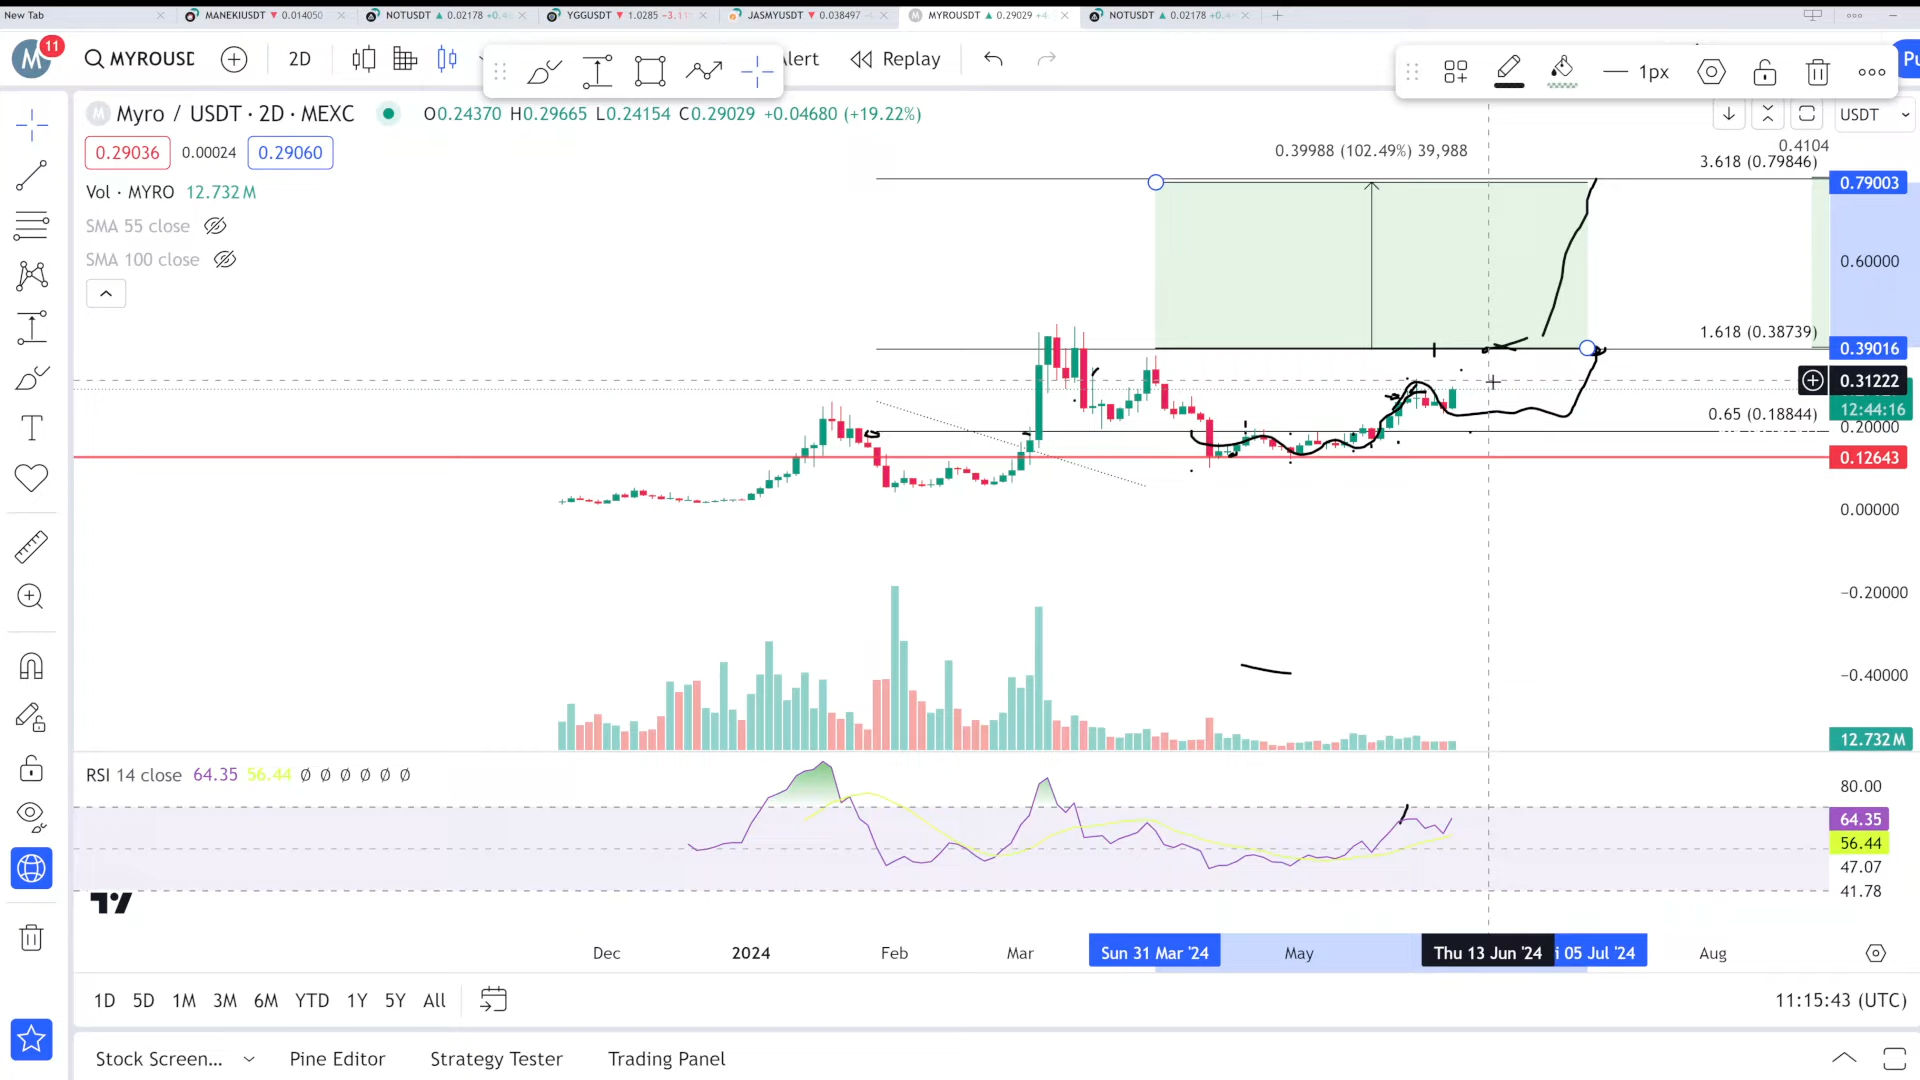 New Tab
MANEKIUSDT ▼ 0.014050
NOTUSDT ▲ 0.02178
YGGUSDT ▼ 1.0285
JASMYUSDT ▼ 0.038497
MYROUSDT ▲ 0.29029
NOTUSDT ▲ 0.02178
M 11
MYROUSD
2D
Alert
Replay
1px
Pu
Myro / USDT · 2D · MEXC
O0.24370 H0.29665 L0.24154 C0.29029 +0.04680 (+19.22%)
USDT
0.29036 0.00024 0.29060
Vol · MYRO 12.732 M
SMA 55 close
SMA 100 close
0.39988 (102.49%) 39,988
0.4104
3.618 (0.79846)
0.79003
0.60000
1.618 (0.38739)
0.39016
0.31222
12:44:16
0.65 (0.18844)
0.20000
0.12643
0.00000
−0.20000
−0.40000
12.732 M
RSI 14 close 64.35 56.44 Ø Ø Ø Ø Ø Ø
80.00
64.35
56.44
47.07
41.78
Dec 2024 Feb Mar Sun 31 Mar '24 May Thu 13 Jun '24 i 05 Jul '24 Aug
1D 5D 1M 3M 6M YTD 1Y 5Y All
11:15:43 (UTC)
Stock Screen... Pine Editor Strategy Tester Trading Panel